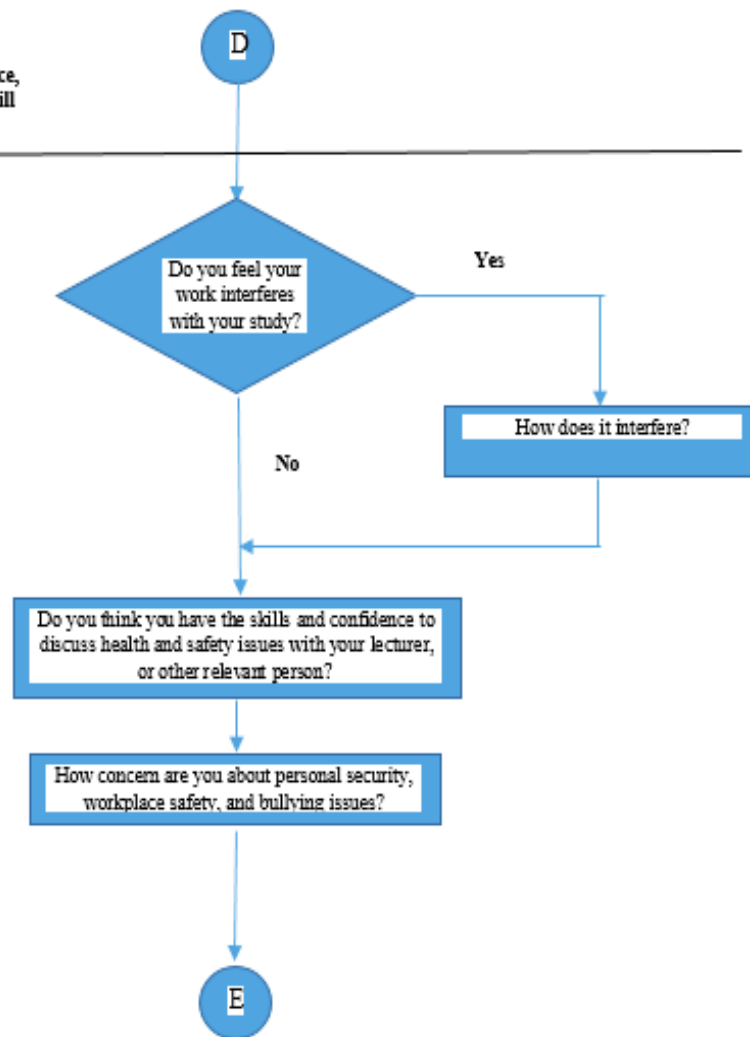 D
Do you feel your
work interferes
with your study?
Yes
How does it interfere?
No
Do you think you have the skills and confidence to
discuss health and safety issues with your lecturer,
or other relevant person?
How concern are you about personal security,
workplace safety, and bullying issues?
E